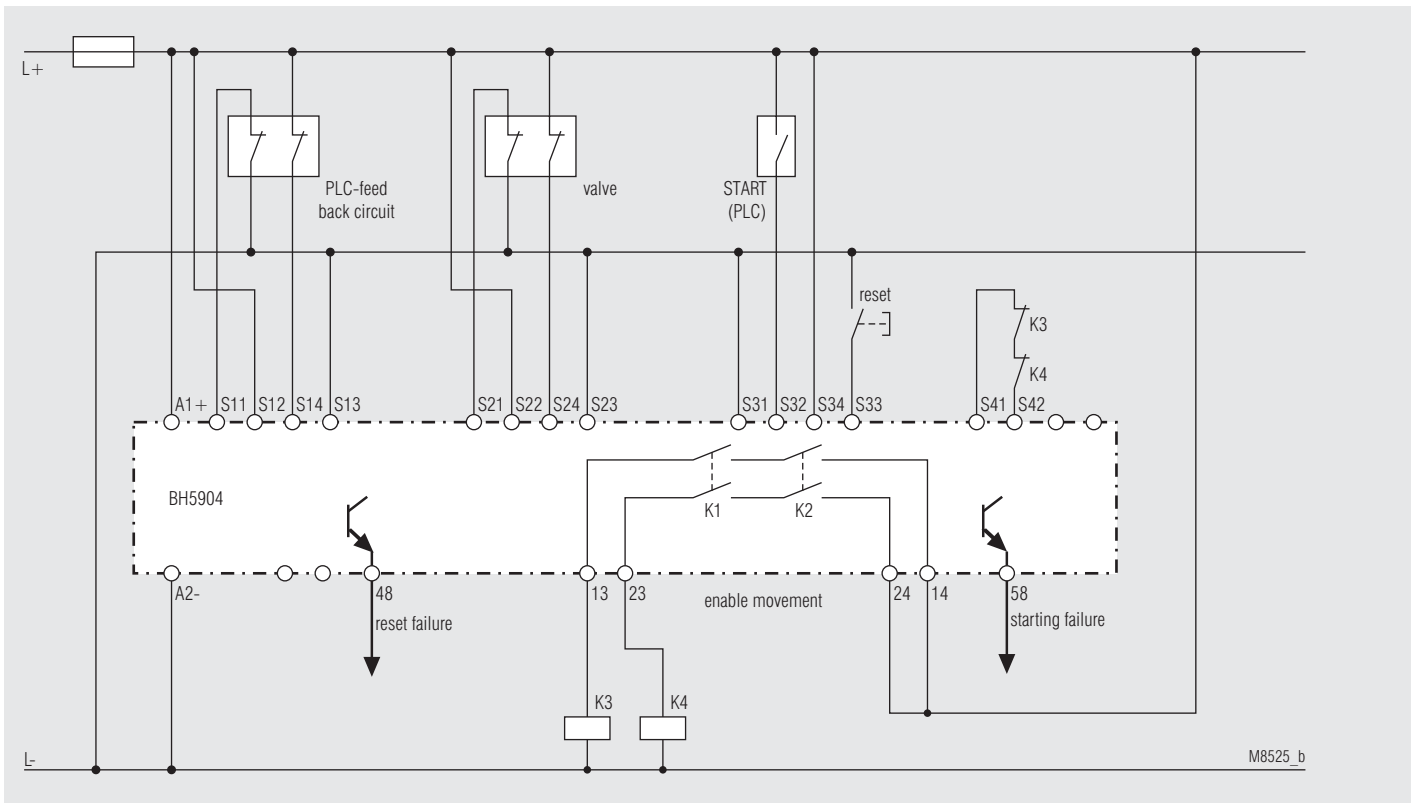 L+
PLC-feed
back circuit
valve
START
(PLC)
reset
K3
K4
A1+ S11 S12 S14 S13 S21 S22 S24 S23 S31 S32 S34 S33 S41 S42
BH5904
K1 K2
A2- 48 13 23 enable movement 24 14 58
reset failure
starting failure
K3 K4
L-
M8525_b